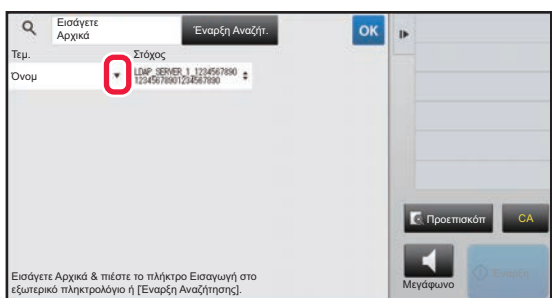 Εισάγετε
Αρχικά
Έναρξη Αναζήτ.
OK
Τεμ.
Στόχος
Όνομ
LDAP_SERVER_1_1234567890
12345678901234567890
Προεπισκόπ
CA
Μεγάφωνο
Έναρξη
Εισάγετε Αρχικά & πιέστε το πλήκτρο Εισαγωγή στο
εξωτερικό πληκτρολόγιο ή [Έναρξη Αναζήτησης].